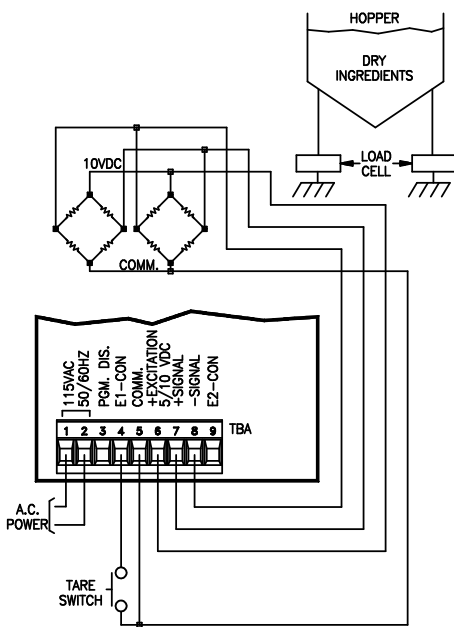 HOPPER
DRY
INGREDIENTS
LOAD
CELL
10VDC
COMM.
115VAC
50/60HZ
PGM. DIS.
E1-CON
COMM.
+EXCITATION
5/10 VDC
+SIGNAL
-SIGNAL
E2-CON
TBA
1 2 3 4 5 6 7 8 9
A.C.
POWER
TARE
SWITCH